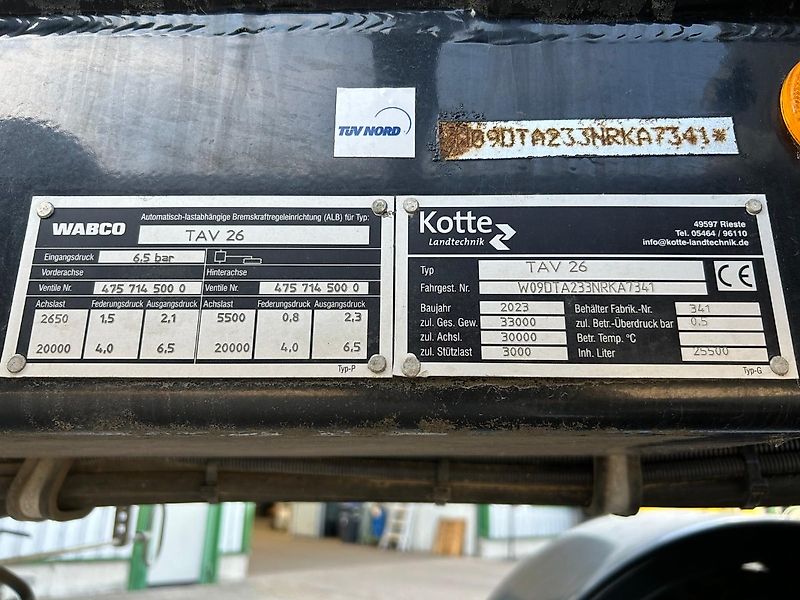 TÜV NORD
W09DTA233NRKA7341*
WABCO
Automatisch-lastabhängige Bremskraftregeleinrichtung (ALB) für Typ:
TAV 26
Eingangsdruck 6,5 bar
Vorderachse Hinterachse
Ventile Nr. 475 714 500 0 Ventile Nr. 475 714 500 0
Achslast Federungsdruck Ausgangsdruck Achslast Federungsdruck Ausgangsdruck
2650 1,5 2,1 5500 0,8 2,3
20000 4,0 6,5 20000 4,0 6,5
Typ-P
Kotte
Landtechnik
49597 Rieste
Tel. 05464 / 96110
info@kotte-landtechnik.de
Typ TAV 26
Fahrgest. Nr. W09DTA233NRKA7341
CE
Baujahr 2023 Behälter Fabrik.-Nr. 341
zul. Ges. Gew. 33000 zul. Betr.-Überdruck bar 0,5
zul. Achsl. 30000 Betr. Temp. °C
zul. Stützlast 3000 Inh. Liter 25500
Typ-G